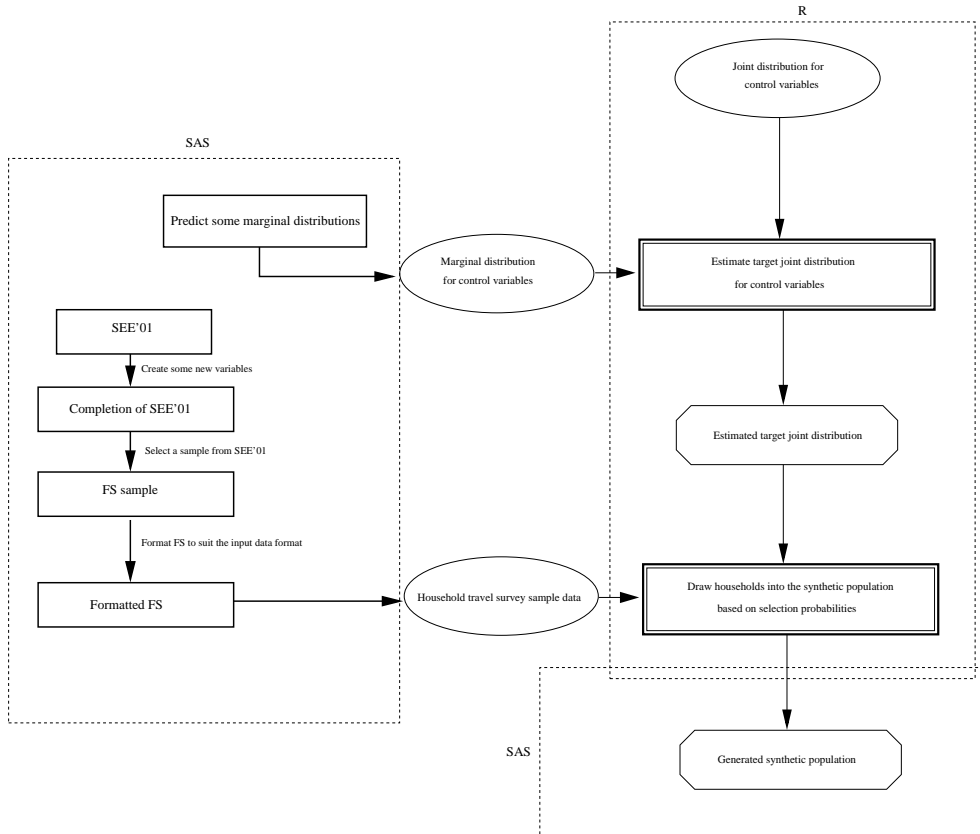 R
Joint distribution for
control variables
SAS
Predict some marginal distributions
Marginal distribution
for control variables
Estimate target joint distribution
for control variables
SEE'01
Create some new variables
Completion of SEE'01
Select a sample from SEE'01
Estimated target joint distribution
FS sample
Format FS to suit the input data format
Formatted FS
Household travel survey sample data
Draw households into the synthetic population
based on selection probabilities
SAS
Generated synthetic population